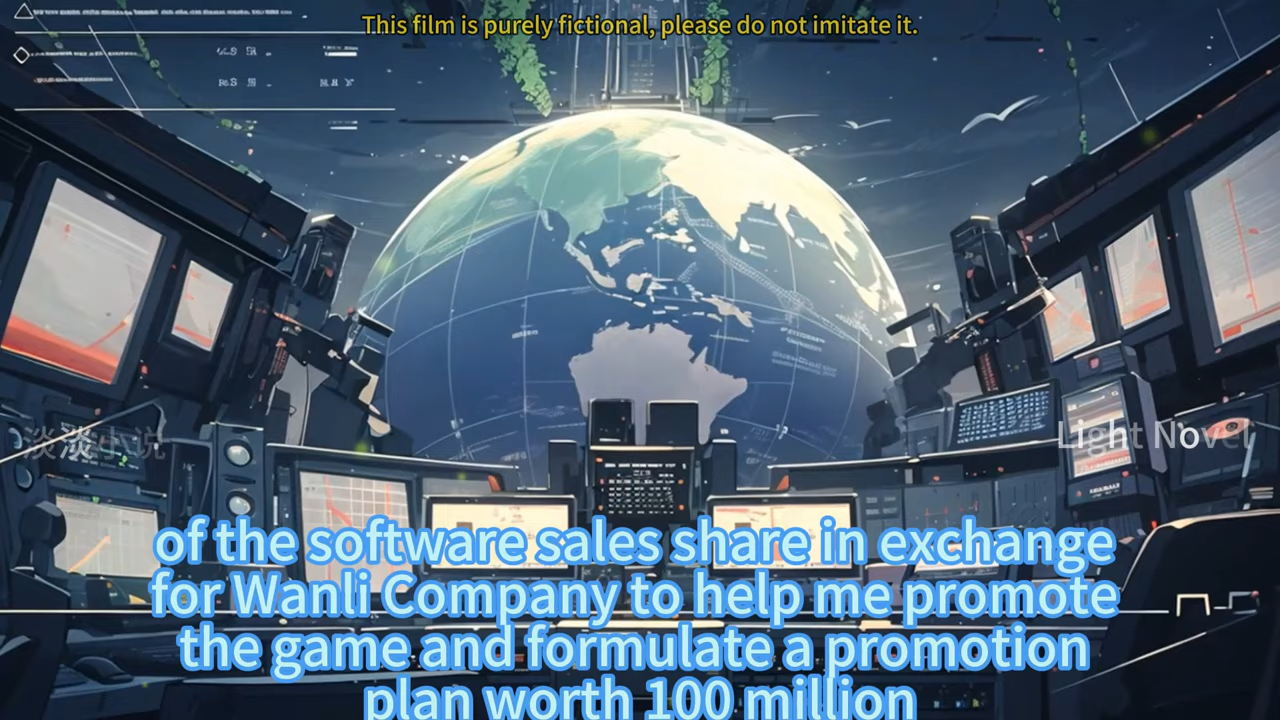 This film is purely fictional, please do not imitate it.
淡淡小说
Light Novel
of the software sales share in exchange
for Wanli Company to help me promote
the game and formulate a promotion
plan worth 100 million